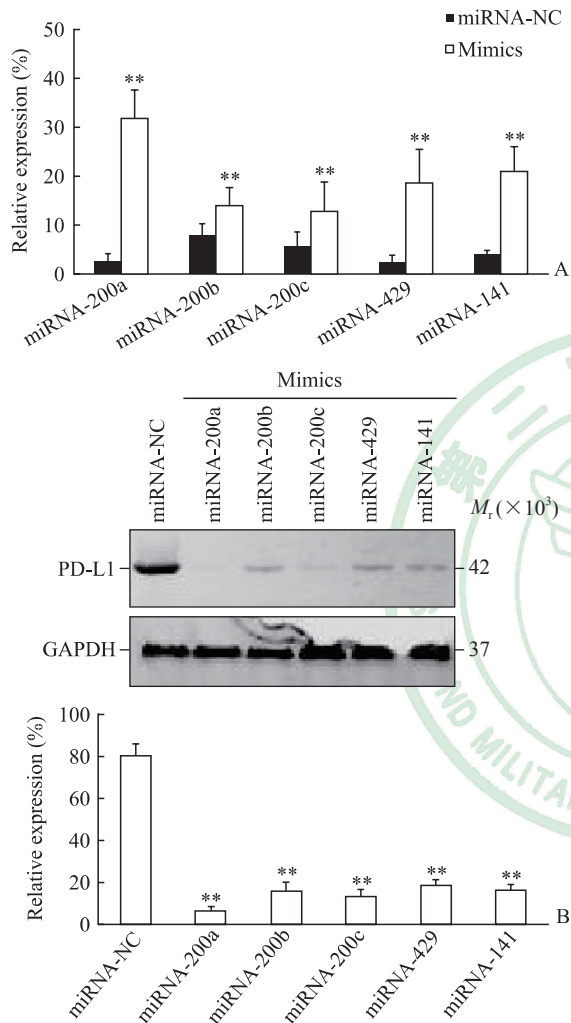 miRNA-NC
Mimics
Relative expression (%)
50
40
30
20
10
0
**
**
**
**
**
miRNA-200a
miRNA-200b
miRNA-200c
miRNA-429
miRNA-141
A
Mimics
miRNA-NC
miRNA-200a
miRNA-200b
miRNA-200c
miRNA-429
miRNA-141
Mr (×10³)
PD-L1
42
GAPDH
37
Relative expression (%)
100
80
60
40
20
0
**
**
**
**
**
miRNA-NC
miRNA-200a
miRNA-200b
miRNA-200c
miRNA-429
miRNA-141
B
ND MILITA